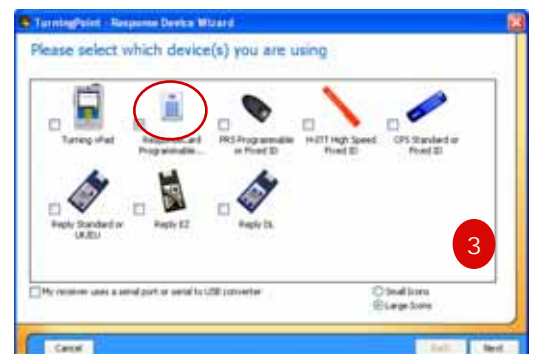 TurningPoint - Response Device Wizard
Please select which device(s) you are using
Turning vPad
ResponseCard Programmable...
PRS Programmable or Fixed ID
H-ITT High Speed Fixed ID
CPS Standard or Fixed ID
Reply Standard or UK/EU
Reply EZ
Reply DL
3
My receiver uses a serial port or serial to USB converter
Small Icons
Large Icons
Cancel
Back
Next